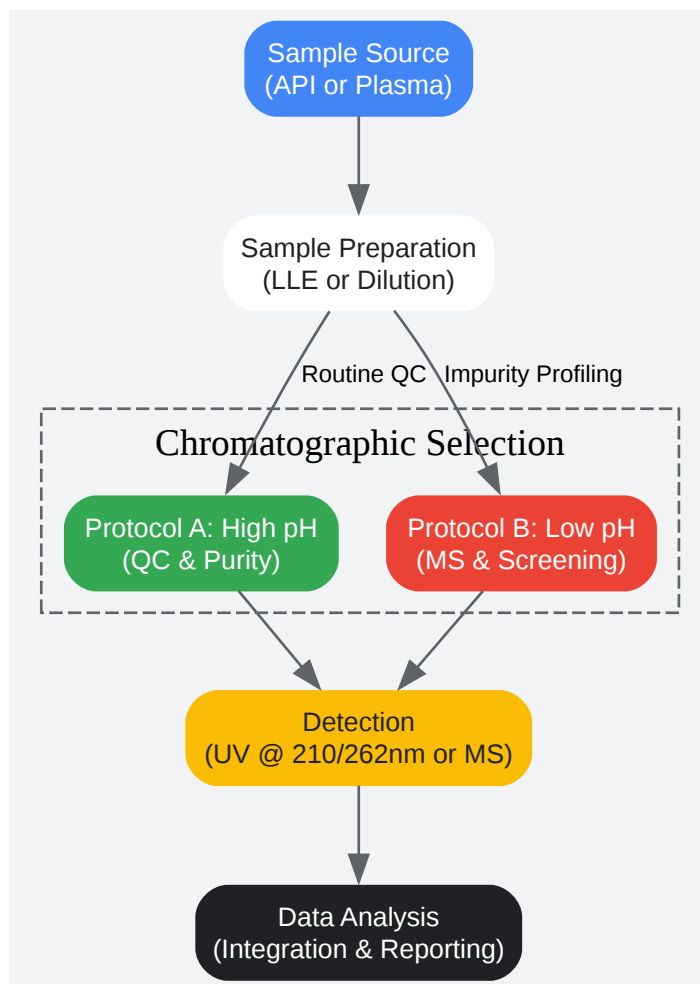 Sample Source
(API or Plasma)
Sample Preparation
(LLE or Dilution)
Routine QC
Impurity Profiling
Chromatographic Selection
Protocol A: High pH
(QC & Purity)
Protocol B: Low pH
(MS & Screening)
Detection
(UV @ 210/262nm or MS)
Data Analysis
(Integration & Reporting)